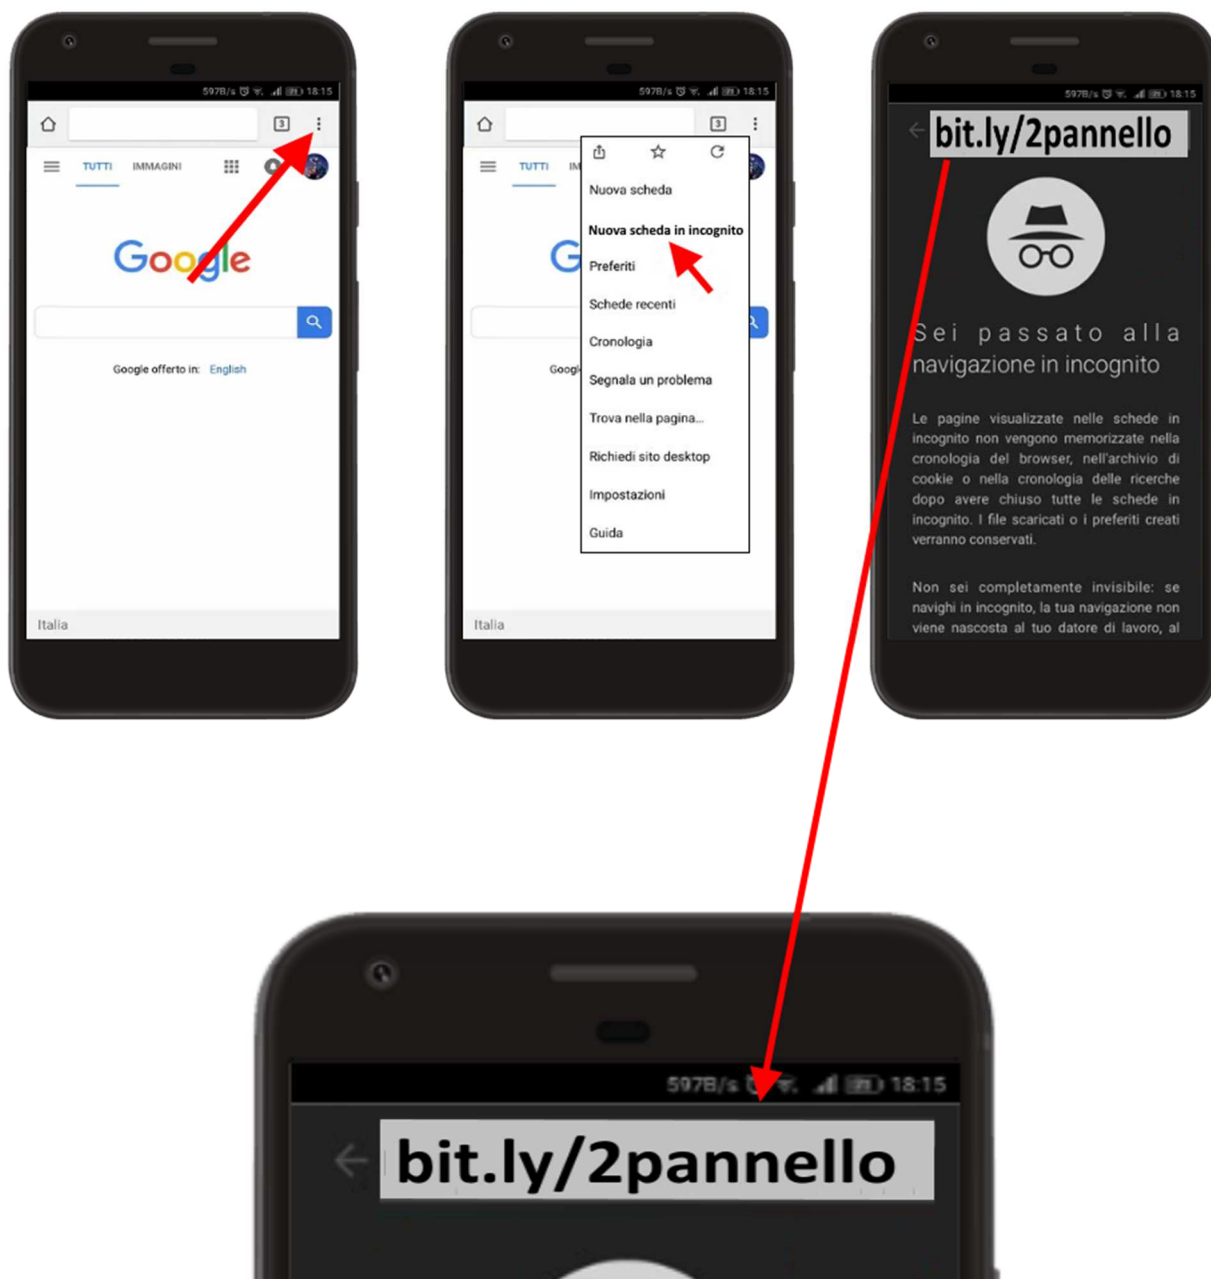 597B/s 18:15
3
TUTTI IMMAGINI
Google
Google offerto in: English
Italia
597B/s 18:15
3
TUTTI IM
G
Nuova scheda
Nuova scheda in incognito
Preferiti
Schede recenti
Cronologia
Googl
Segnala un problema
Trova nella pagina...
Richiedi sito desktop
Impostazioni
Guida
Italia
597B/s 18:15
bit.ly/2pannello
Sei passato alla
navigazione in incognito
Le pagine visualizzate nelle schede in
incognito non vengono memorizzate nella
cronologia del browser, nell'archivio di
cookie o nella cronologia delle ricerche
dopo avere chiuso tutte le schede in
incognito. I file scaricati o i preferiti creati
verranno conservati.
Non sei completamente invisibile: se
navighi in incognito, la tua navigazione non
viene nascosta al tuo datore di lavoro, al
597B/s 18:15
bit.ly/2pannello